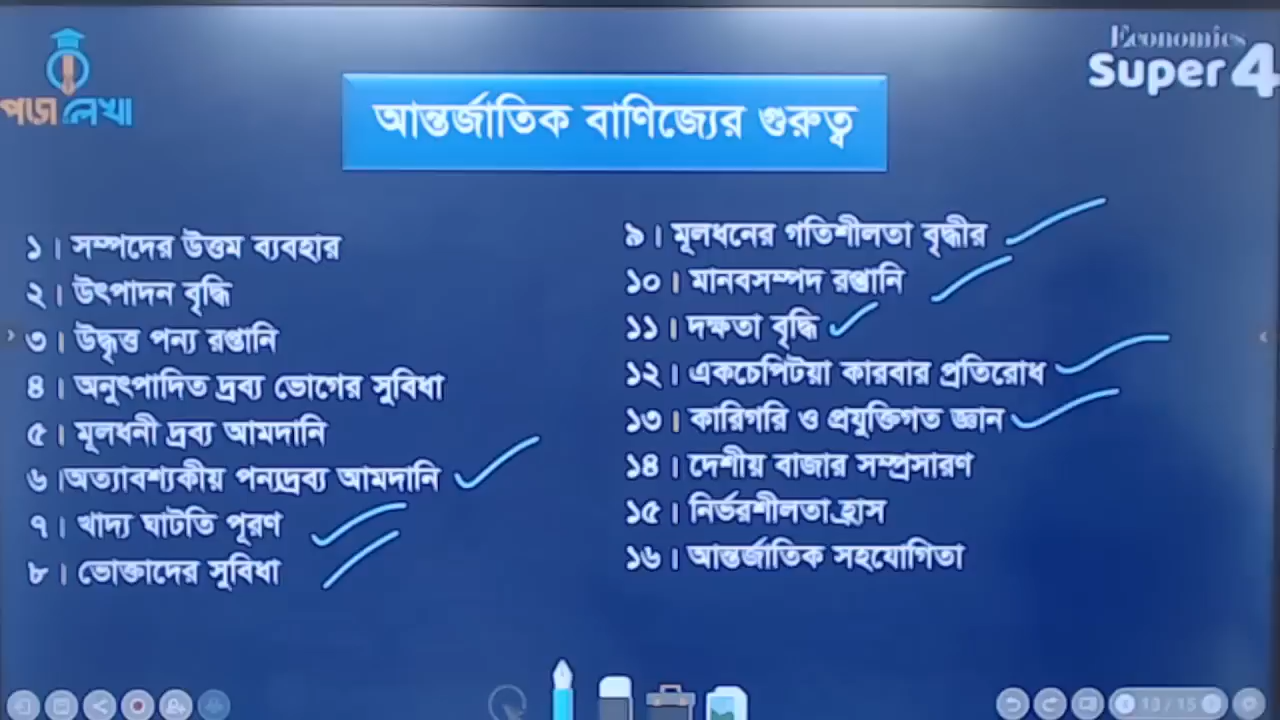 পড়া লেখা
Economics
Super 4
আন্তর্জাতিক বাণিজ্যের গুরুত্ব
১। সম্পদের উত্তম ব্যবহার
২। উৎপাদন বৃদ্ধি
৩। উদ্ধৃত্ত পন্য রপ্তানি
৪। অনুৎপাদিত দ্রব্য ভোগের সুবিধা
৫। মূলধনী দ্রব্য আমদানি
৬।অত্যাবশ্যকীয় পন্যদ্রব্য আমদানি
৭। খাদ্য ঘাটতি পূরণ
৮। ভোক্তাদের সুবিধা
৯। মূলধনের গতিশীলতা বৃদ্ধীর
১০। মানবসম্পদ রপ্তানি
১১। দক্ষতা বৃদ্ধি
১২। একচেপিটয়া কারবার প্রতিরোধ
১৩। কারিগরি ও প্রযুক্তিগত জ্ঞান
১৪। দেশীয় বাজার সম্প্রসারণ
১৫। নির্ভরশীলতা হ্রাস
১৬। আন্তর্জাতিক সহযোগিতা
13 / 15